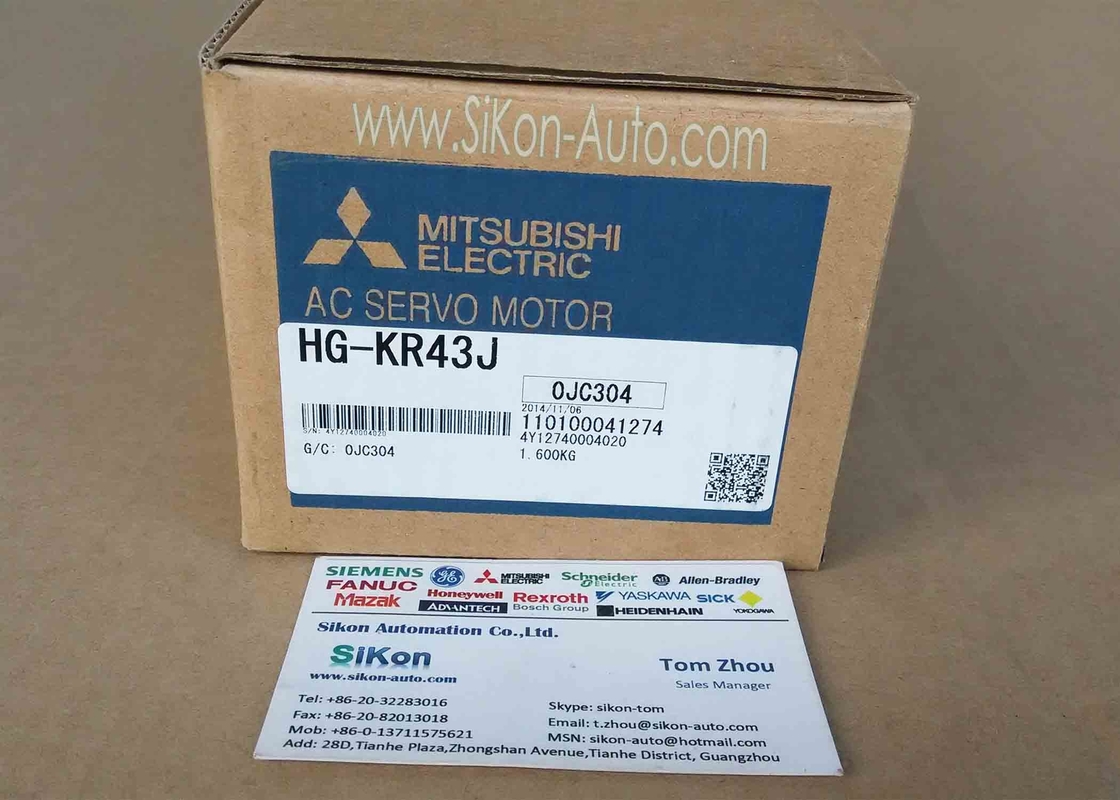 www.SiKon-Auto.com
MITSUBISHI
ELECTRIC
AC SERVO MOTOR
HG-KR43J
0JC304
2014/11/06
110100041274
S/N: 4Y12740004020
4Y12740004020
G/C: 0JC304
1.600KG
SIEMENS
GE
MITSUBISHI
ELECTRIC
Schneider
Electric
AB
Allen-Bradley
FANUC
Honeywell
Rexroth
Bosch Group
YASKAWA
SICK
Mazak
ADVANTECH
HEIDENHAIN
YOKOGAWA
Sikon Automation Co.,Ltd.
SiKon
www.sikon-auto.com
Tom Zhou
Sales Manager
Tel: +86-20-32283016
Fax: +86-20-82013018
Mob: +86-0-13711575621
Skype: sikon-tom
Email: t.zhou@sikon-auto.com
MSN: sikon-auto@hotmail.com
Add: 28D,Tianhe Plaza,Zhongshan Avenue,Tianhe District, Guangzhou